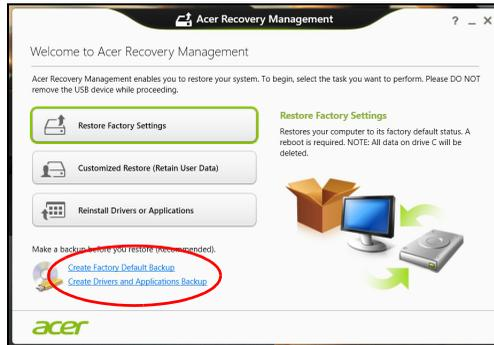 Acer Recovery Management
? _ X
Welcome to Acer Recovery Management
Acer Recovery Management enables you to restore your system. To begin, select the task you want to perform. Please DO NOT
remove the USB device while proceeding.
Restore Factory Settings
Customized Restore (Retain User Data)
Reinstall Drivers or Applications
Restore Factory Settings
Restores your computer to its factory default status. A
reboot is required. NOTE: All data on drive C will be
deleted.
Make a backup before you restore (Recommended).
Create Factory Default Backup
Create Drivers and Applications Backup
acer